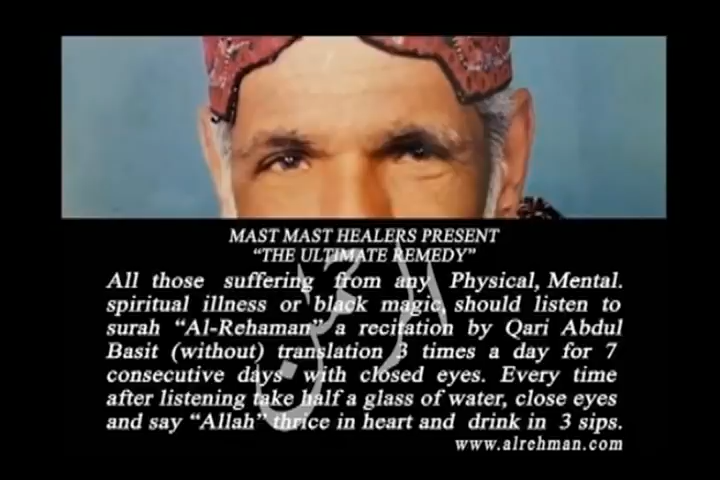 MAST MAST HEALERS PRESENT
“THE ULTIMATE REMEDY”
All those suffering from any Physical, Mental.
spiritual illness or black magic, should listen to
surah “Al-Rehaman” a recitation by Qari Abdul
Basit (without) translation 3 times a day for 7
consecutive days with closed eyes. Every time
after listening take half a glass of water, close eyes
and say “Allah” thrice in heart and drink in 3 sips.
www.alrehman.com
الرحمن